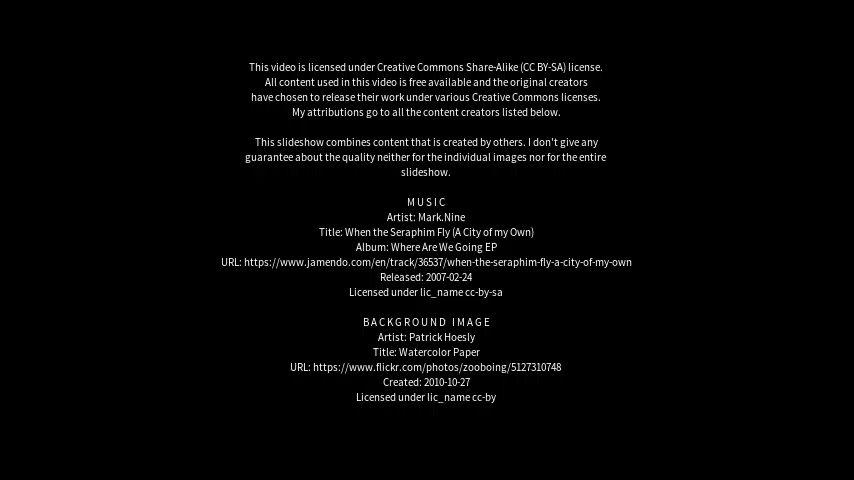 This video is licensed under Creative Commons Share-Alike (CC BY-SA) license.
All content used in this video is free available and the original creators
have chosen to release their work under various Creative Commons licenses.
My attributions go to all the content creators listed below.
This slideshow combines content that is created by others. I don't give any
guarantee about the quality neither for the individual images nor for the entire
slideshow.
MUSIC
Artist: Mark.Nine
Title: When the Seraphim Fly (A City of my Own)
Album: Where Are We Going EP
URL: https://www.jamendo.com/en/track/36537/when-the-seraphim-fly-a-city-of-my-own
Released: 2007-02-24
Licensed under lic_name cc-by-sa
BACKGROUND IMAGE
Artist: Patrick Hoesly
Title: Watercolor Paper
URL: https://www.flickr.com/photos/zooboing/5127310748
Created: 2010-10-27
Licensed under lic_name cc-by